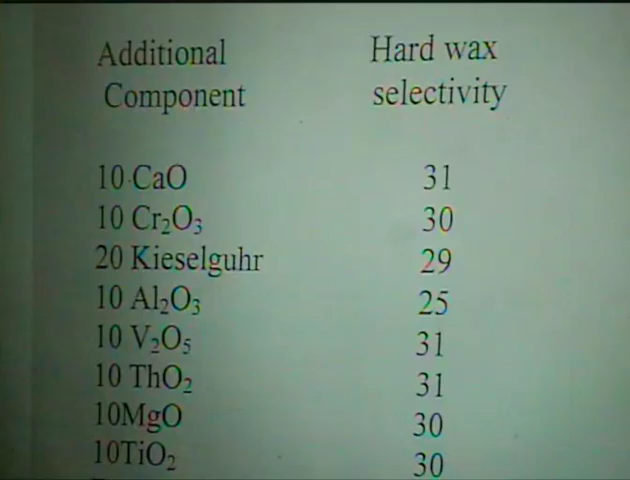 Additional Hard wax
Component selectivity
10 CaO 31
10 Cr₂O₃ 30
20 Kieselguhr 29
10 Al₂O₃ 25
10 V₂O₅ 31
10 ThO₂ 31
10MgO 30
10TiO₂ 30